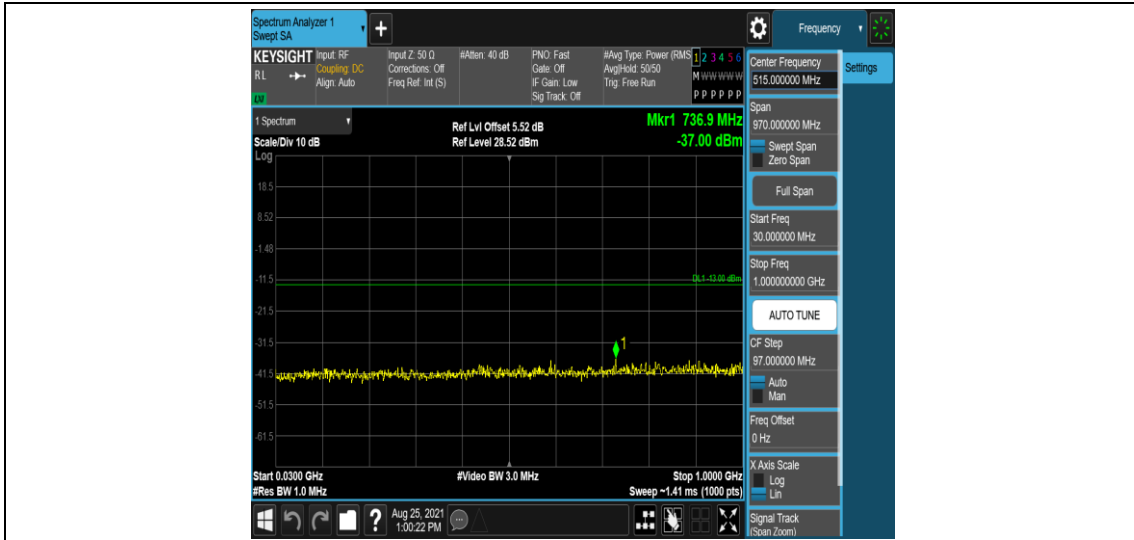 Spectrum Analyzer 1
Swept SA
Frequency
KEYSIGHT
RL
Input: RF
Coupling: DC
Align: Auto
Input Z: 50 Ω
Corrections: Off
Freq Ref: Int (S)
#Atten: 40 dB
PNO: Fast
Gate: Off
IF Gain: Low
Sig Track: Off
#Avg Type: Power (RMS
Avg|Hold: 50/50
Trig: Free Run
1 2 3 4 5 6
M W W W W W
P P P P P P
Center Frequency
515.000000 MHz
Settings
Span
970.000000 MHz
Swept Span
Zero Span
Full Span
Start Freq
30.000000 MHz
Stop Freq
1.000000000 GHz
AUTO TUNE
CF Step
97.000000 MHz
Auto
Man
Freq Offset
0 Hz
X Axis Scale
Log
Lin
Signal Track
(Span Zoom)
1 Spectrum
Scale/Div 10 dB
Log
Ref Lvl Offset 5.52 dB
Ref Level 28.52 dBm
Mkr1 736.9 MHz
-37.00 dBm
18.5
8.52
-1.48
-11.5
DL1 -13.00 dBm
-21.5
-31.5
1
-41.5
-51.5
-61.5
Start 0.0300 GHz
#Res BW 1.0 MHz
#Video BW 3.0 MHz
Stop 1.0000 GHz
Sweep ~1.41 ms (1000 pts)
?
Aug 25, 2021
1:00:22 PM